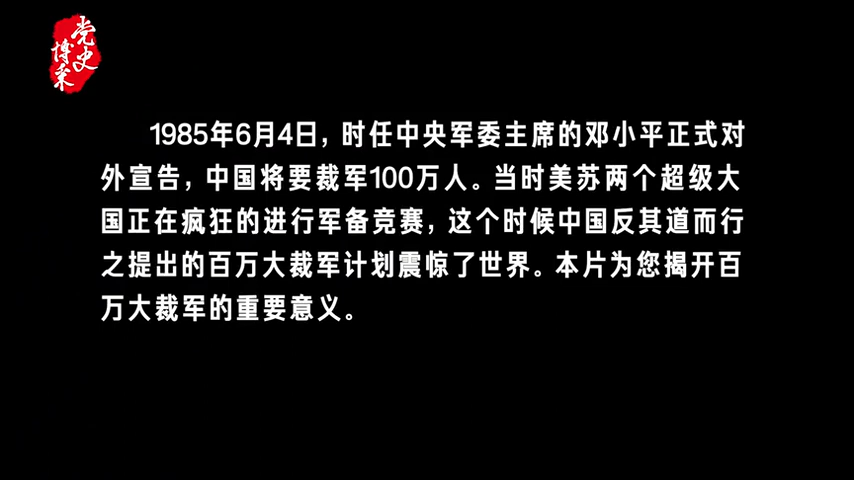 党史
博采
1985年6月4日，时任中央军委主席的邓小平正式对
外宣告，中国将要裁军100万人。当时美苏两个超级大
国正在疯狂的进行军备竞赛，这个时候中国反其道而行
之提出的百万大裁军计划震惊了世界。本片为您揭开百
万大裁军的重要意义。